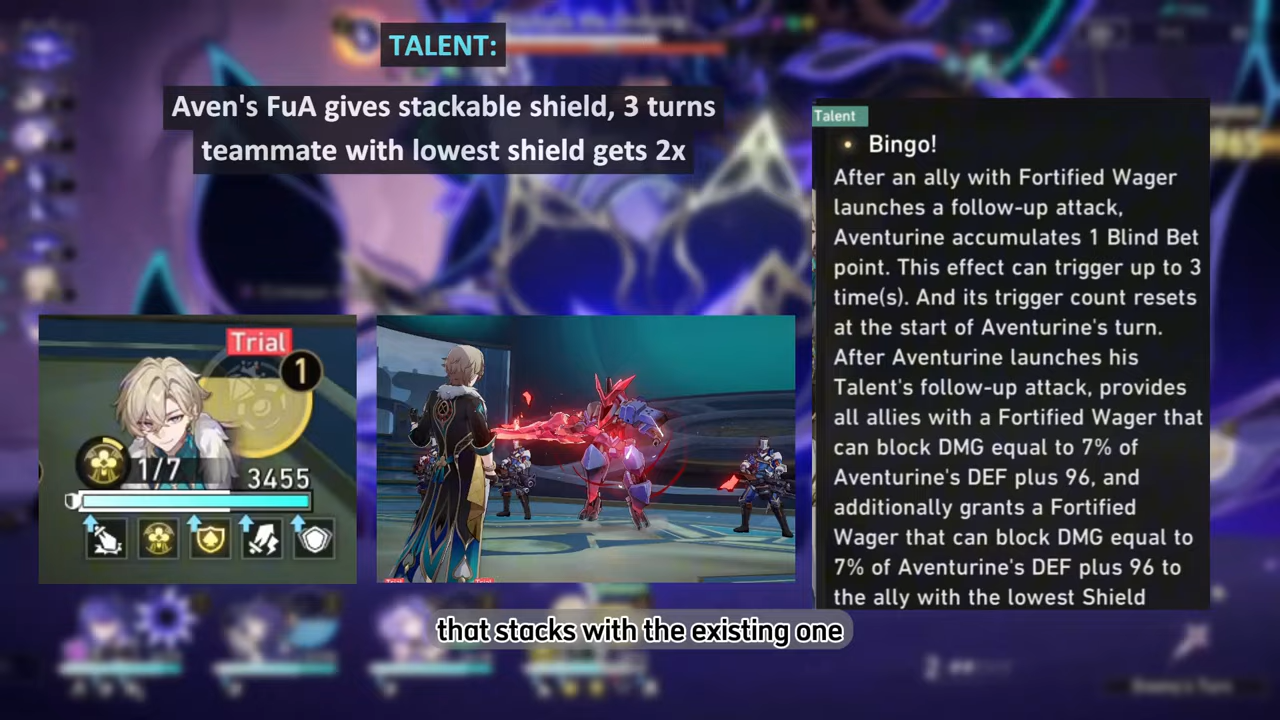 TALENT:
Aven's FuA gives stackable shield, 3 turns
teammate with lowest shield gets 2x
Talent
Bingo!
After an ally with Fortified Wager
launches a follow-up attack,
Aventurine accumulates 1 Blind Bet
point. This effect can trigger up to 3
time(s). And its trigger count resets
at the start of Aventurine's turn.
After Aventurine launches his
Talent's follow-up attack, provides
all allies with a Fortified Wager that
can block DMG equal to 7% of
Aventurine's DEF plus 96, and
additionally grants a Fortified
Wager that can block DMG equal to
7% of Aventurine's DEF plus 96 to
the ally with the lowest Shield
Trial
1
1/7
3455
that stacks with the existing one